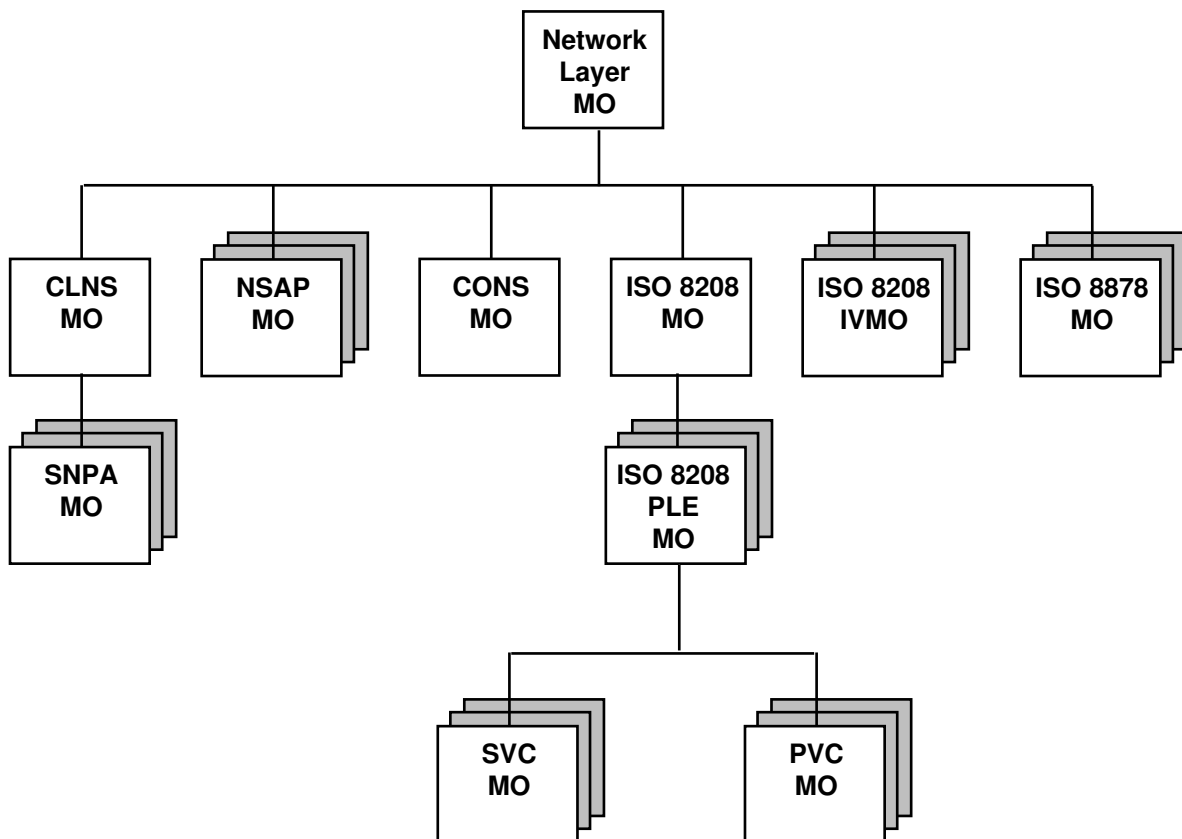 Network
Layer
MO
CLNS
MO
NSAP
MO
CONS
MO
ISO 8208
MO
ISO 8208
IVMO
ISO 8878
MO
SNPA
MO
ISO 8208
PLE
MO
SVC
MO
PVC
MO